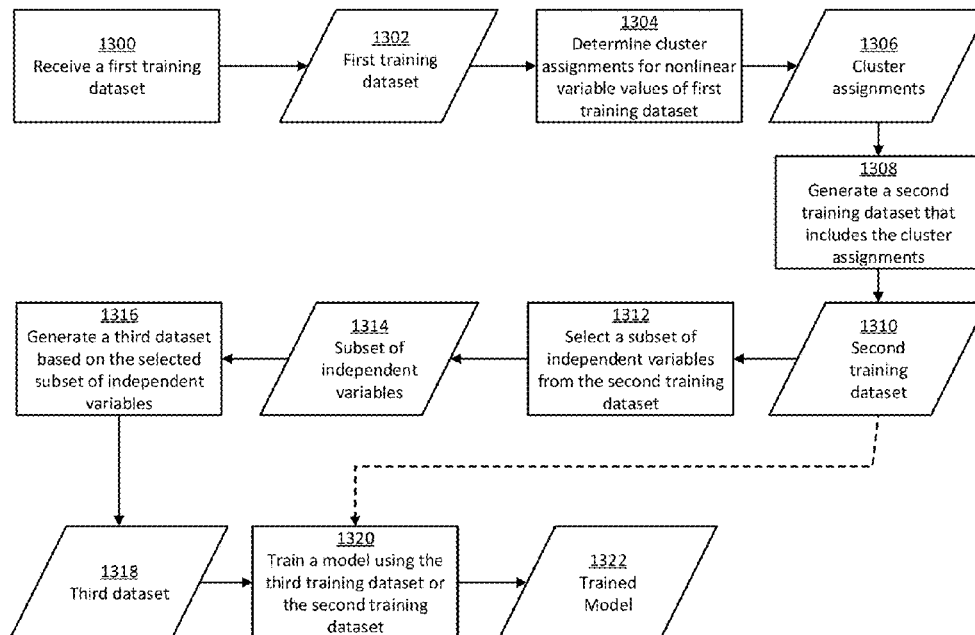 1300
Receive a first training
dataset
1302
First training
dataset
1304
Determine cluster
assignments for nonlinear
variable values of first
training dataset
1306
Cluster
assignments
1308
Generate a second
training dataset that
includes the cluster
assignments
1310
Second
training
dataset
1312
Select a subset of
independent variables
from the second training
dataset
1314
Subset of
independent
variables
1316
Generate a third dataset
based on the selected
subset of independent
variables
1318
Third dataset
1320
Train a model using the
third training dataset or
the second training
dataset
1322
Trained
Model